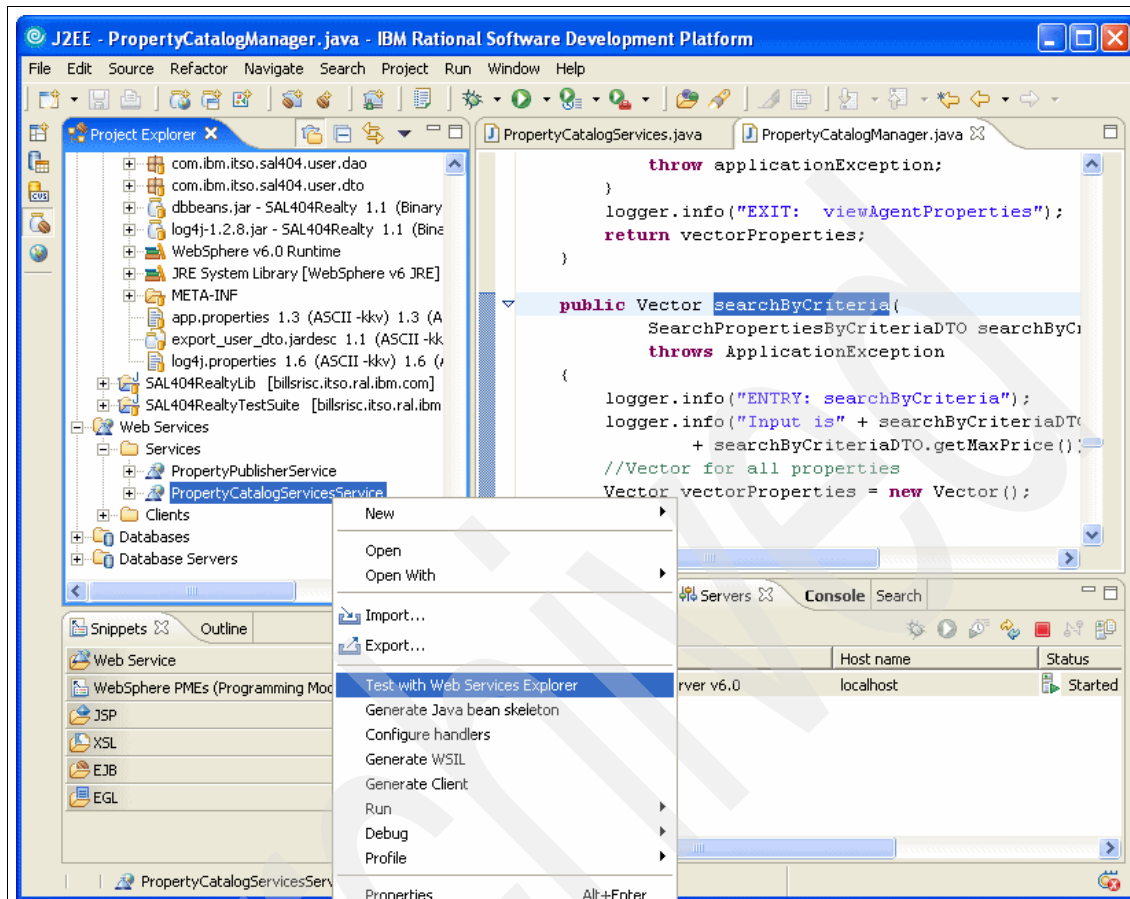 J2EE - PropertyCatalogManager.java - IBM Rational Software Development Platform
File Edit Source Refactor Navigate Search Project Run Window Help
Project Explorer
com.ibm.itso.sal404.user.dao
com.ibm.itso.sal404.user.dto
dbbeans.jar - SAL404Realty 1.1 (Binary
log4j-1.2.8.jar - SAL404Realty 1.1 (Bina
WebSphere v6.0 Runtime
JRE System Library [WebSphere v6 JRE]
META-INF
app.properties 1.3 (ASCII -kkv) 1.3 (A
export_user_dto.jardesc 1.1 (ASCII -kk
log4j.properties 1.6 (ASCII -kkv) 1.6 (
SAL404RealtyLib [billsrisc.itso.ral.ibm.com]
SAL404RealtyTestSuite [billsrisc.itso.ral.ibm
Web Services
Services
PropertyPublisherService
PropertyCatalogServicesService
Clients
Databases
Database Servers
PropertyCatalogServices.java PropertyCatalogManager.java
throw applicationException;
}
logger.info("EXIT: viewAgentProperties");
return vectorProperties;
}
public Vector searchByCriteria(
SearchPropertiesByCriteriaDTO searchByCr
throws ApplicationException
{
logger.info("ENTRY: searchByCriteria");
logger.info("Input is" + searchByCriteriaDT
+ searchByCriteriaDTO.getMaxPrice()
//Vector for all properties
Vector vectorProperties = new Vector();
New
Open
Open With
Import...
Export...
Test with Web Services Explorer
Generate Java bean skeleton
Configure handlers
Generate WSIL
Generate Client
Run
Debug
Profile
Properties Alt+Enter
Snippets Outline
Web Service
WebSphere PMEs (Programming Mod
JSP
XSL
EJB
EGL
Servers Console Search
Host name Status
rver v6.0 localhost Started
PropertyCatalogServicesServ